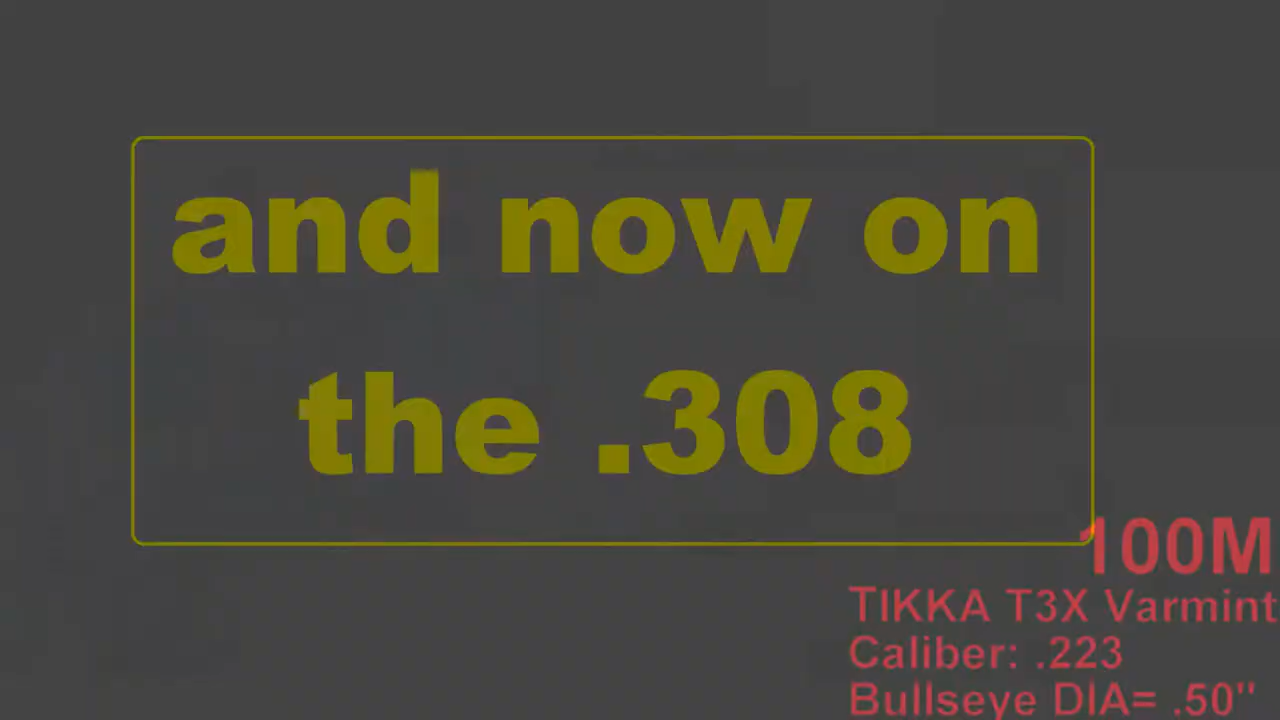 and now on
the .308
100M
TIKKA T3X Varmint
Caliber: .223
Bullseye DIA= .50"